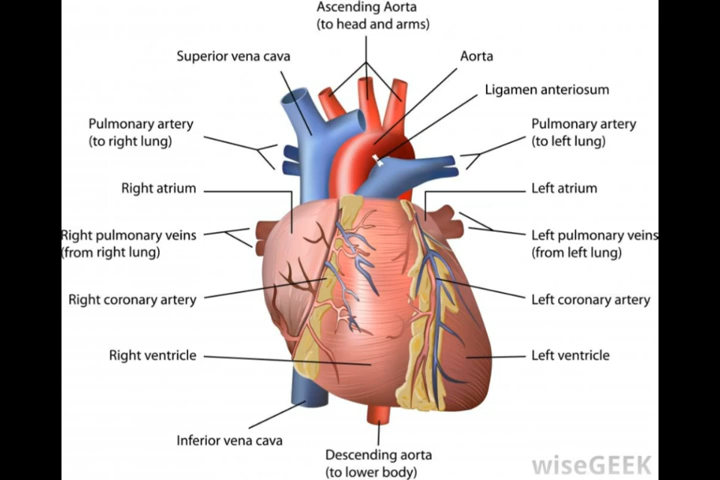 Ascending Aorta
(to head and arms)
Superior vena cava
Aorta
Ligamen anteriosum
Pulmonary artery
(to right lung)
Pulmonary artery
(to left lung)
Right atrium
Left atrium
Right pulmonary veins
(from right lung)
Left pulmonary veins
(from left lung)
Right coronary artery
Left coronary artery
Right ventricle
Left ventricle
Inferior vena cava
Descending aorta
(to lower body)
wiseGEEK